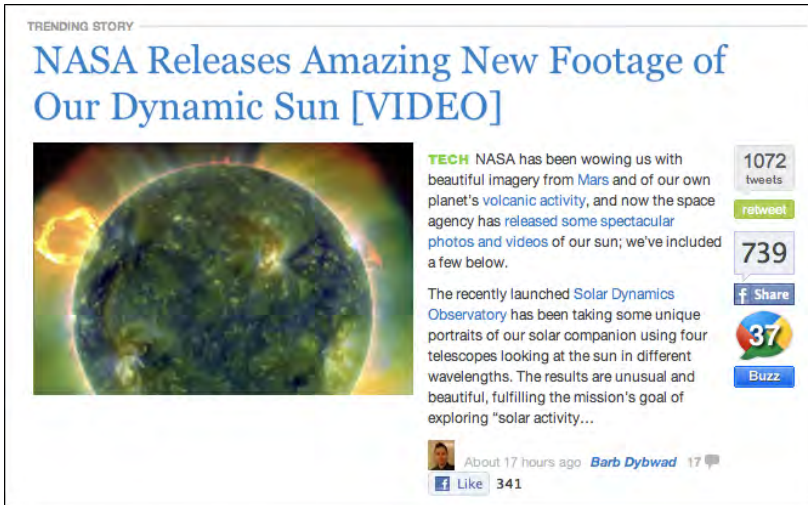 TRENDING STORY
NASA Releases Amazing New Footage of
Our Dynamic Sun [VIDEO]
TECH NASA has been wowing us with
beautiful imagery from Mars and of our own
planet's volcanic activity, and now the space
agency has released some spectacular
photos and videos of our sun; we've included
a few below.
The recently launched Solar Dynamics
Observatory has been taking some unique
portraits of our solar companion using four
telescopes looking at the sun in different
wavelengths. The results are unusual and
beautiful, fulfilling the mission's goal of
exploring “solar activity...
About 17 hours ago Barb Dybwad 17
Like 341
1072
tweets
retweet
739
f Share
37
Buzz